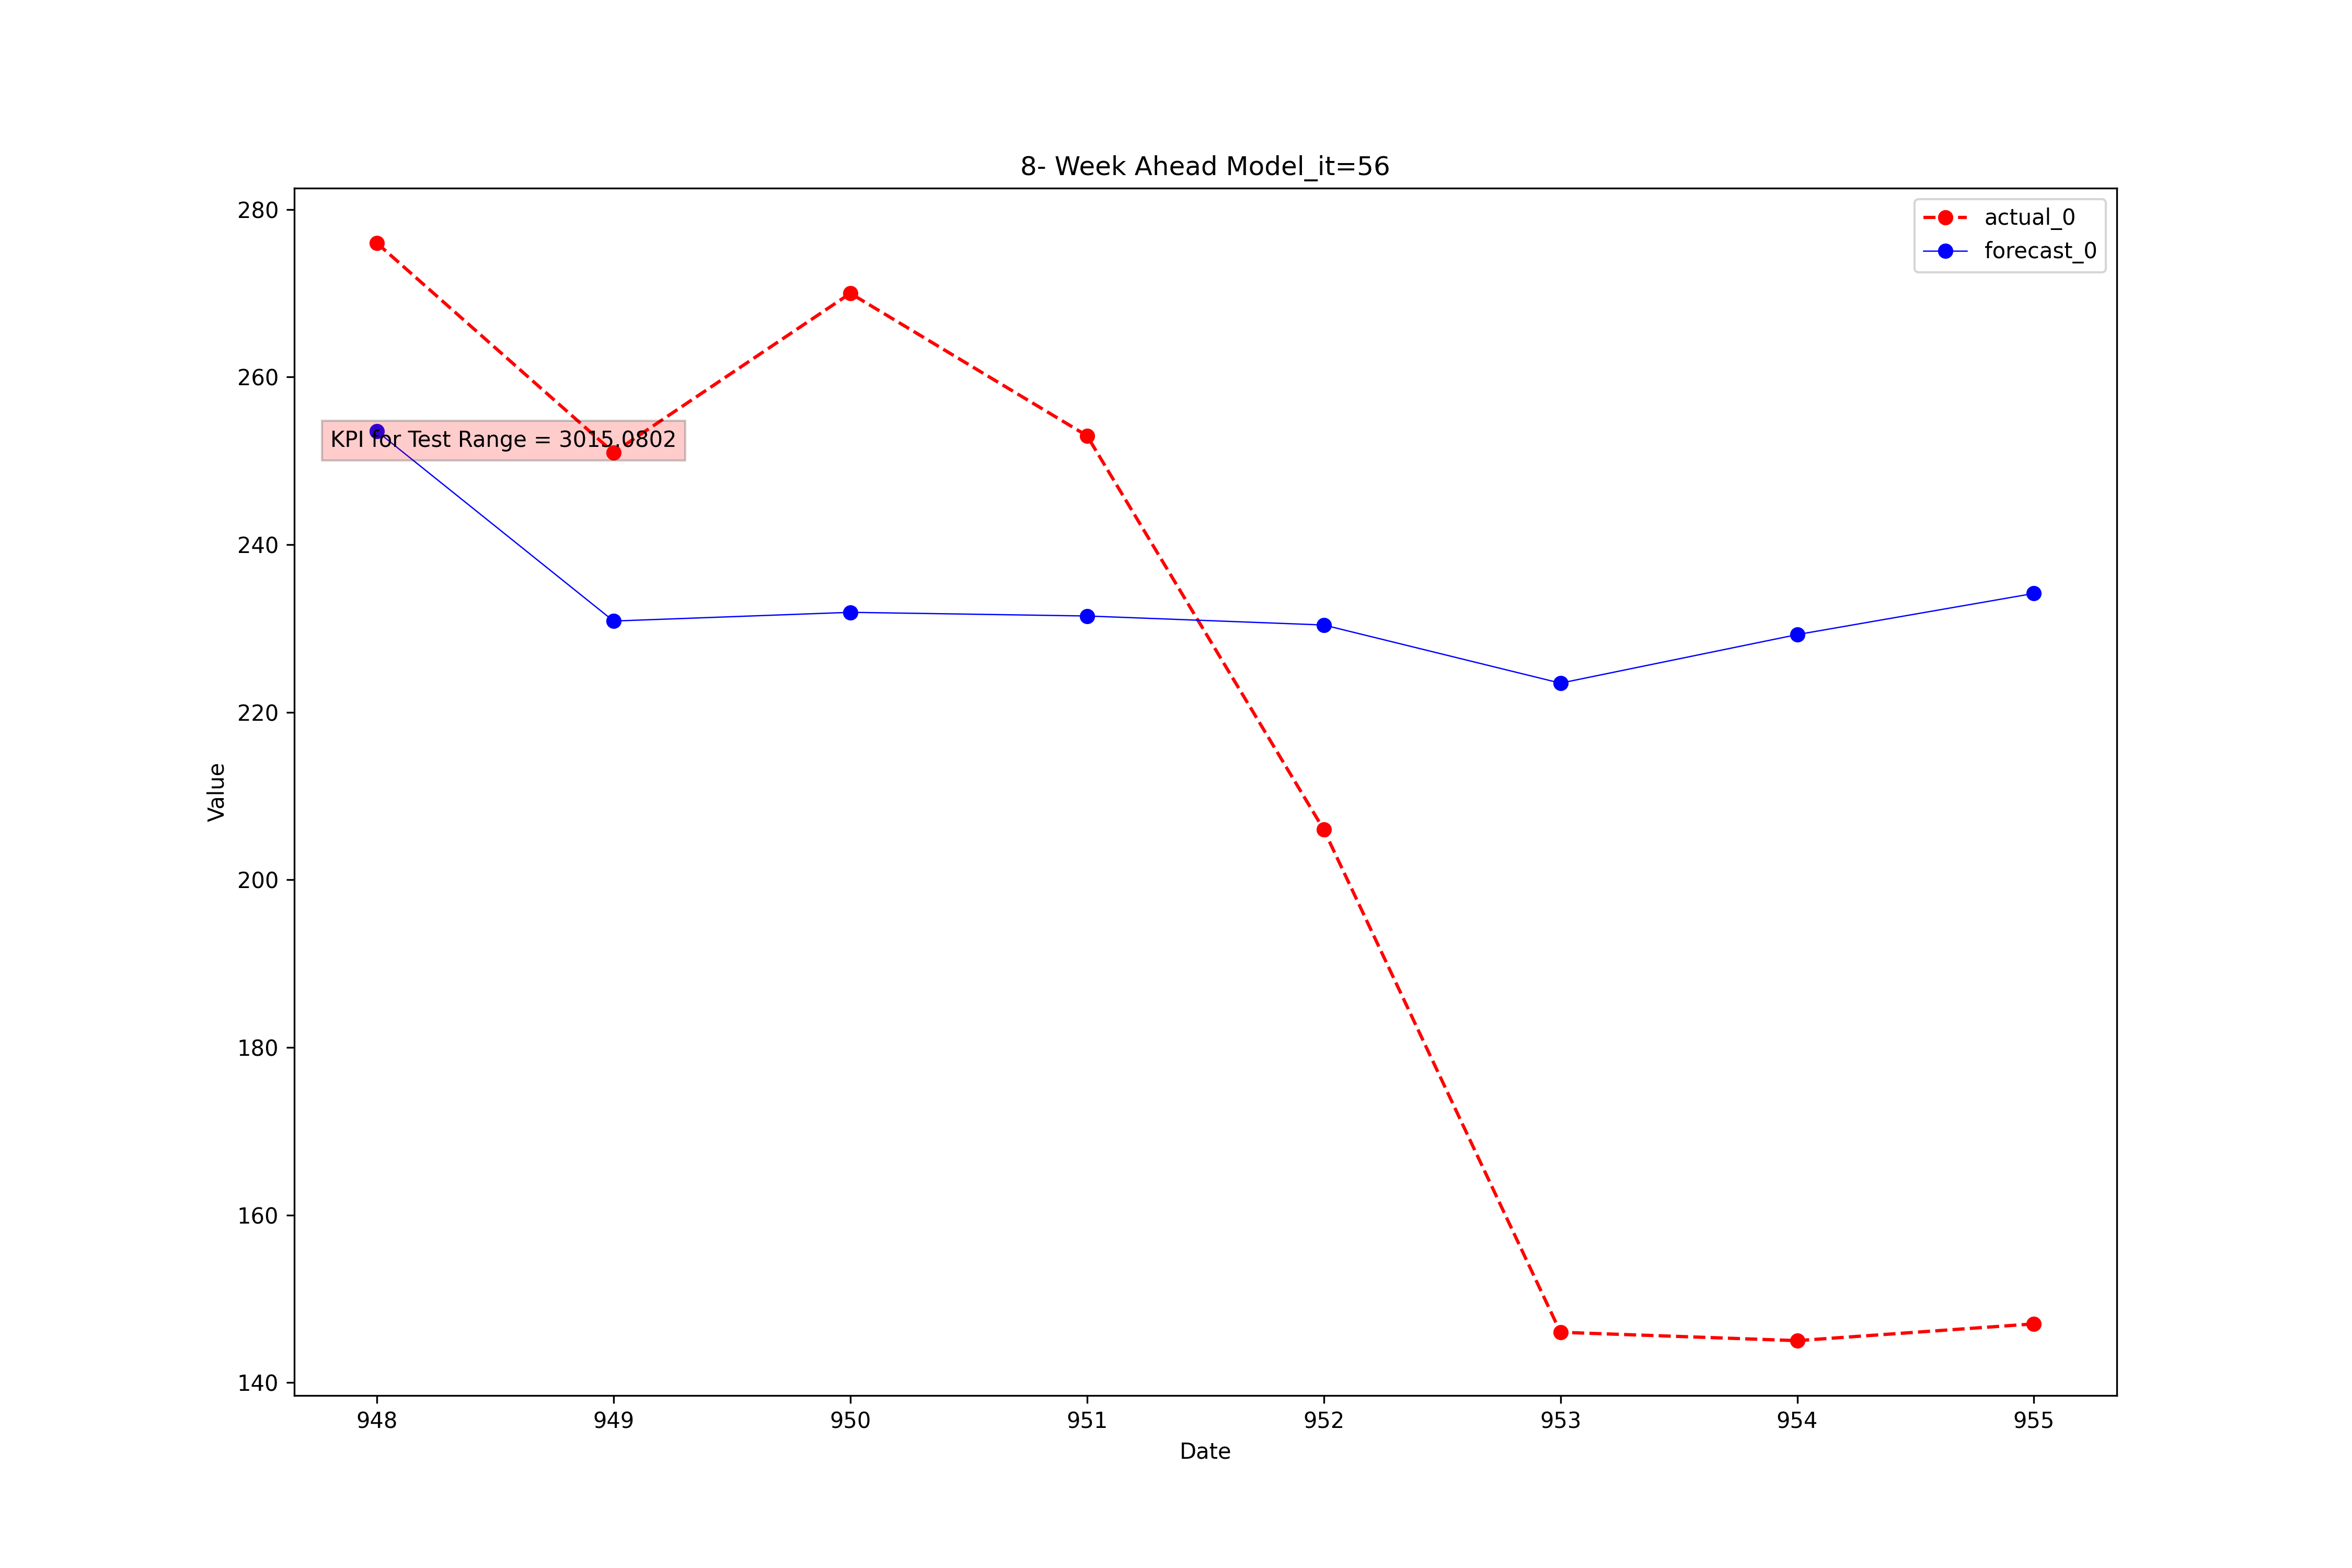 8- Week Ahead Model_it=56
actual_0
forecast_0
KPI for Test Range = 3015.0802
Value
280
260
240
220
200
180
160
140
948 949 950 951 952 953 954 955
Date